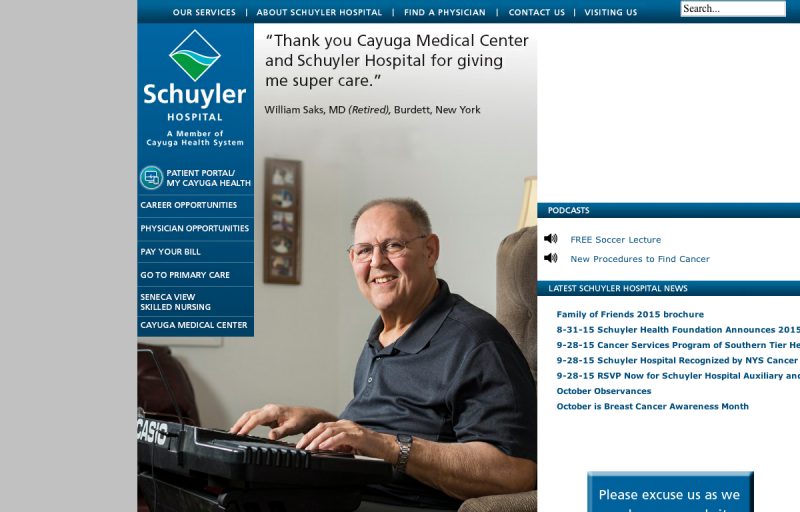 OUR SERVICES | ABOUT SCHUYLER HOSPITAL | FIND A PHYSICIAN | CONTACT US | VISITING US
Search...
Schuyler
HOSPITAL
A Member of
Cayuga Health System
PATIENT PORTAL/
MY CAYUGA HEALTH
CAREER OPPORTUNITIES
PHYSICIAN OPPORTUNITIES
PAY YOUR BILL
GO TO PRIMARY CARE
SENECA VIEW
SKILLED NURSING
CAYUGA MEDICAL CENTER
“Thank you Cayuga Medical Center
and Schuyler Hospital for giving
me super care.”
William Saks, MD (Retired), Burdett, New York
CASIO
PODCASTS
FREE Soccer Lecture
New Procedures to Find Cancer
LATEST SCHUYLER HOSPITAL NEWS
Family of Friends 2015 brochure
8-31-15 Schuyler Health Foundation Announces 2015
9-28-15 Cancer Services Program of Southern Tier He
9-28-15 Schuyler Hospital Recognized by NYS Cancer
9-28-15 RSVP Now for Schuyler Hospital Auxiliary and
October Observances
October is Breast Cancer Awareness Month
Please excuse us as we